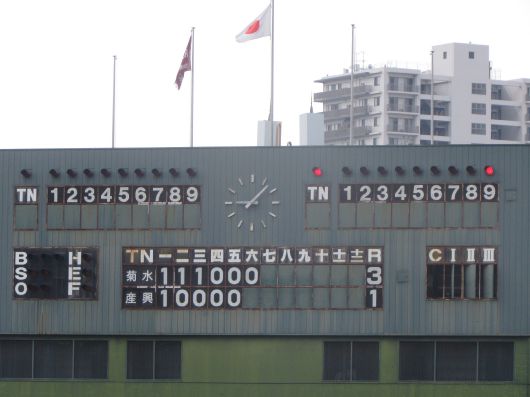 TN 1 2 3 4 5 6 7 8 9
TN 1 2 3 4 5 6 7 8 9
B H
S E
O F
TN 一 二 三 四 五 六 七 八 九 十 士 士 R
菊水 1 1 1 0 0 0 3
産興 1 0 0 0 0 1
C I II III